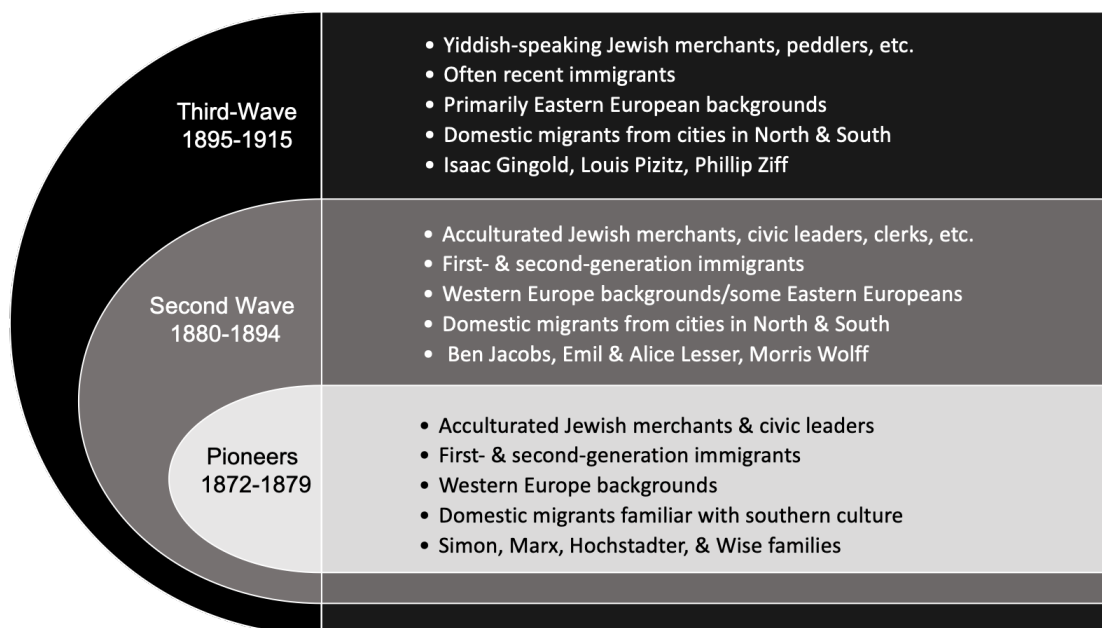 Third-Wave
1895-1915
• Yiddish-speaking Jewish merchants, peddlers, etc.
• Often recent immigrants
• Primarily Eastern European backgrounds
• Domestic migrants from cities in North & South
• Isaac Gingold, Louis Pizitz, Phillip Ziff
Second Wave
1880-1894
• Acculturated Jewish merchants, civic leaders, clerks, etc.
• First- & second-generation immigrants
• Western Europe backgrounds/some Eastern Europeans
• Domestic migrants from cities in North & South
• Ben Jacobs, Emil & Alice Lesser, Morris Wolff
Pioneers
1872-1879
• Acculturated Jewish merchants & civic leaders
• First- & second-generation immigrants
• Western Europe backgrounds
• Domestic migrants familiar with southern culture
• Simon, Marx, Hochstadter, & Wise families